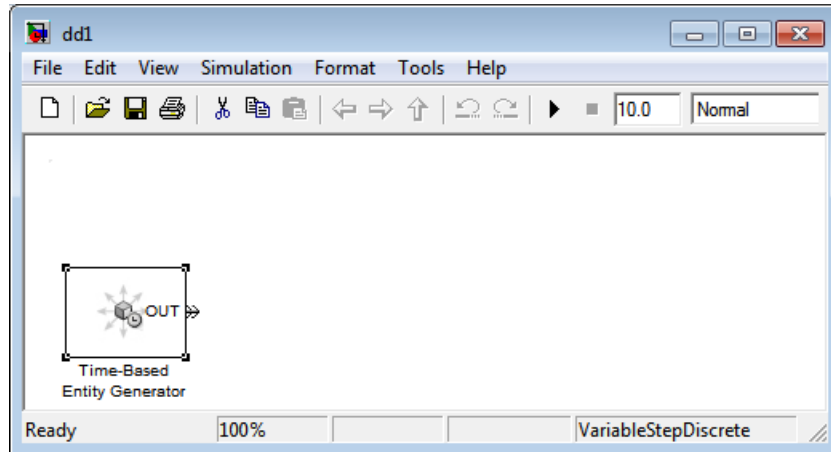 dd1
File Edit View Simulation Format Tools Help
10.0 Normal
OUT
Time-Based
Entity Generator
Ready 100% VariableStepDiscrete